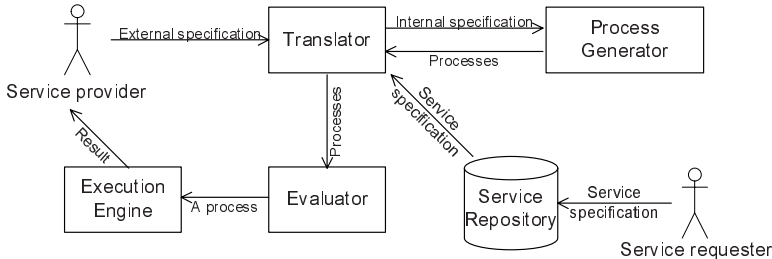 External specification
Translator
Internal specification
Process
Generator
Processes
Service provider
Service
specification
Processes
Result
Execution
Engine
A process
Evaluator
Service
Repository
Service
specification
Service requester